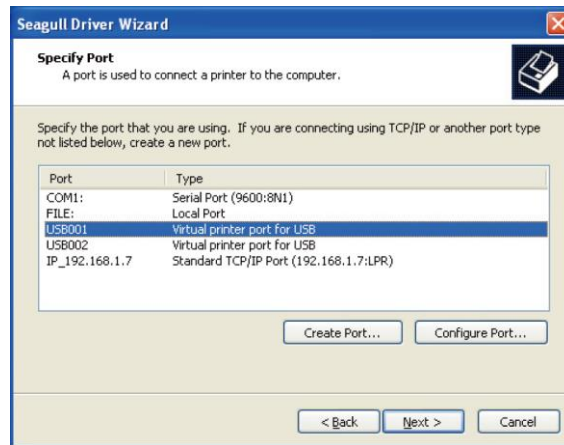 Seagull Driver Wizard
Specify Port
A port is used to connect a printer to the computer.
Specify the port that you are using. If you are connecting using TCP/IP or another port type
not listed below, create a new port.
Port Type
COM1: Serial Port (9600:8N1)
FILE: Local Port
USB001 Virtual printer port for USB
USB002 Virtual printer port for USB
IP_192.168.1.7 Standard TCP/IP Port (192.168.1.7:LPR)
Create Port... Configure Port...
< Back Next > Cancel